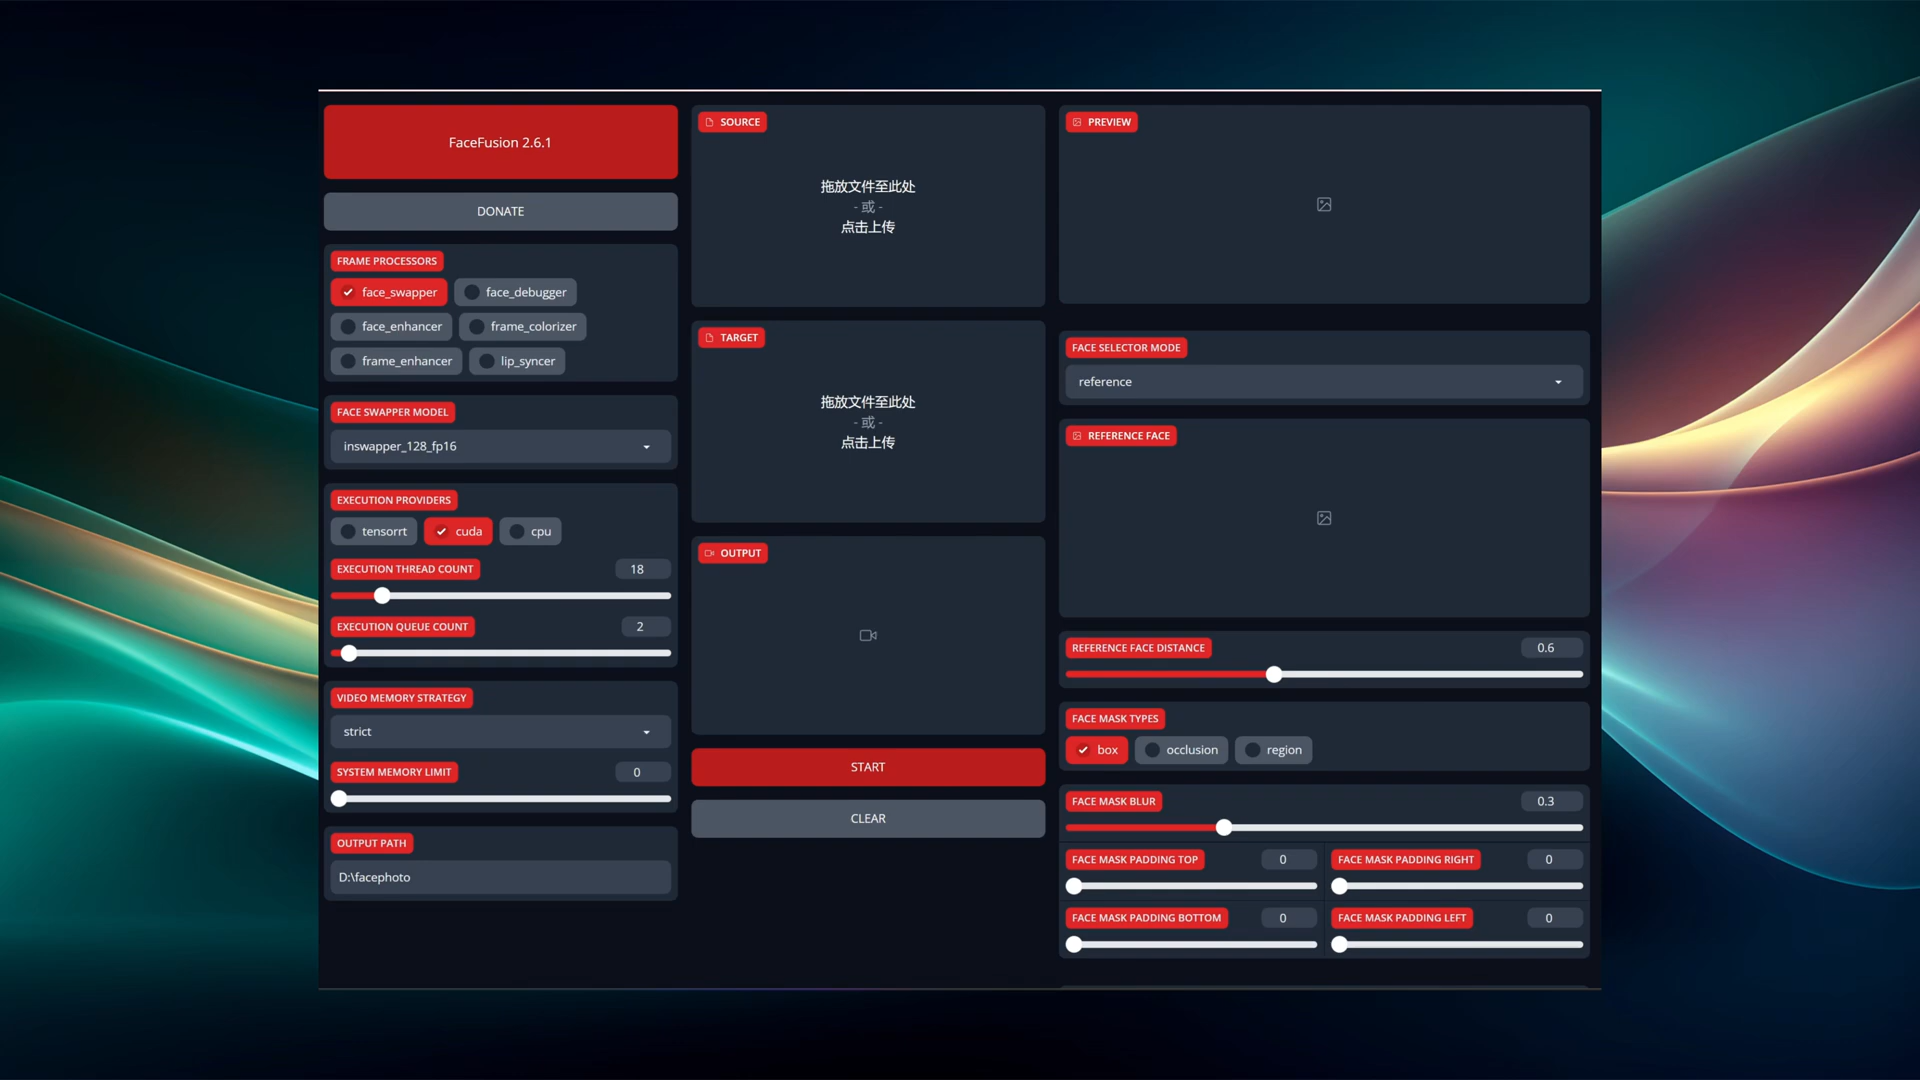 FaceFusion 2.6.1
DONATE
FRAME PROCESSORS
face_swapper
face_debugger
face_enhancer
frame_colorizer
frame_enhancer
lip_syncer
FACE SWAPPER MODEL
inswapper_128_fp16
EXECUTION PROVIDERS
tensorrt
cuda
cpu
EXECUTION THREAD COUNT
18
EXECUTION QUEUE COUNT
2
VIDEO MEMORY STRATEGY
strict
SYSTEM MEMORY LIMIT
0
OUTPUT PATH
D:\facephoto
SOURCE
拖放文件至此处
- 或 -
点击上传
TARGET
拖放文件至此处
- 或 -
点击上传
OUTPUT
START
CLEAR
PREVIEW
FACE SELECTOR MODE
reference
REFERENCE FACE
REFERENCE FACE DISTANCE
0.6
FACE MASK TYPES
box
occlusion
region
FACE MASK BLUR
0.3
FACE MASK PADDING TOP
0
FACE MASK PADDING RIGHT
0
FACE MASK PADDING BOTTOM
0
FACE MASK PADDING LEFT
0